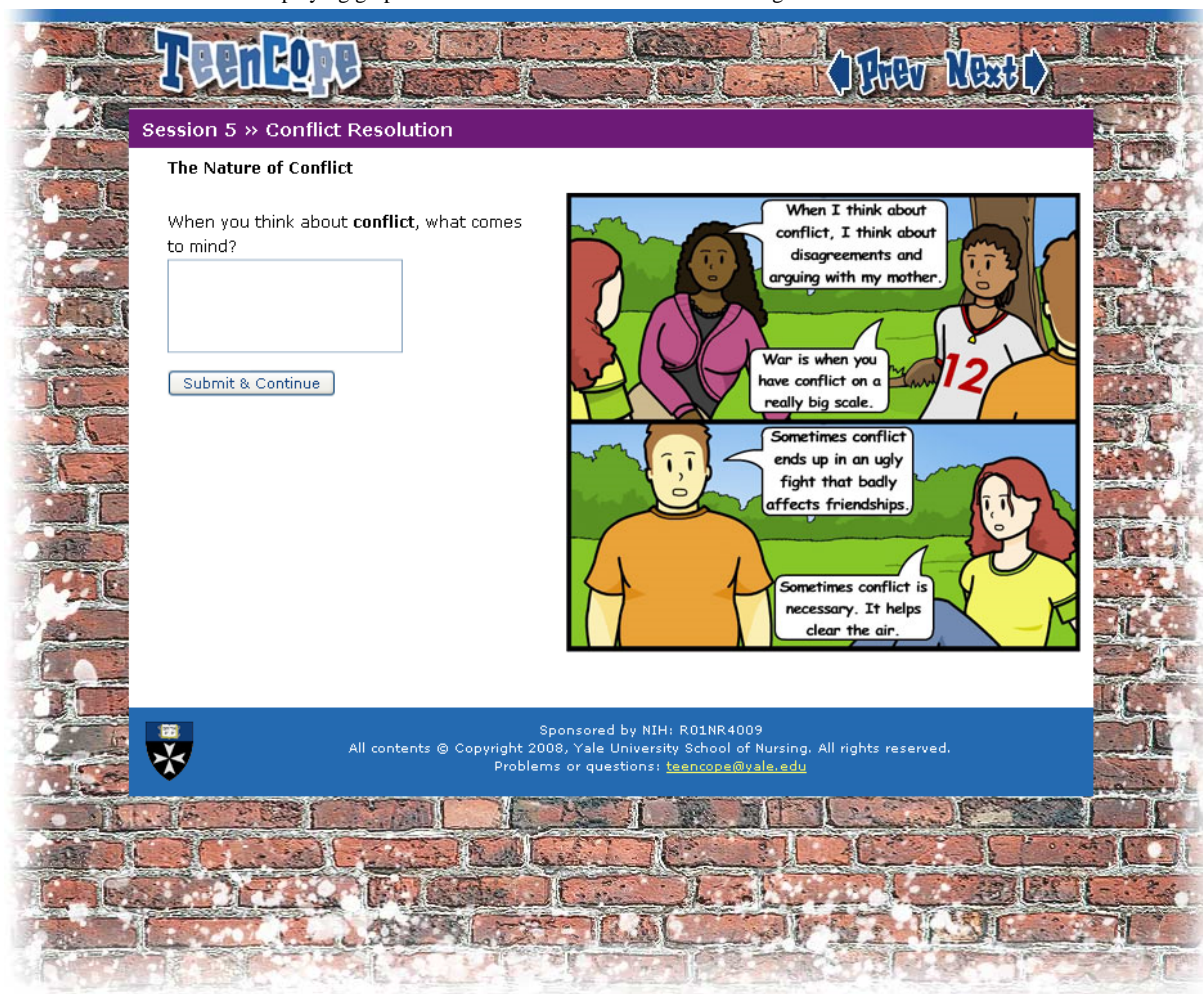 TeenCope
Prev Next
Session 5 » Conflict Resolution
The Nature of Conflict
When you think about conflict, what comes
to mind?
Submit & Continue
When I think about
conflict, I think about
disagreements and
arguing with my mother.
War is when you
have conflict on a
really big scale.
12
Sometimes conflict
ends up in an ugly
fight that badly
affects friendships.
Sometimes conflict is
necessary. It helps
clear the air.
Sponsored by NIH: R01NR4009
All contents © Copyright 2008, Yale University School of Nursing. All rights reserved.
Problems or questions: teencope@yale.edu